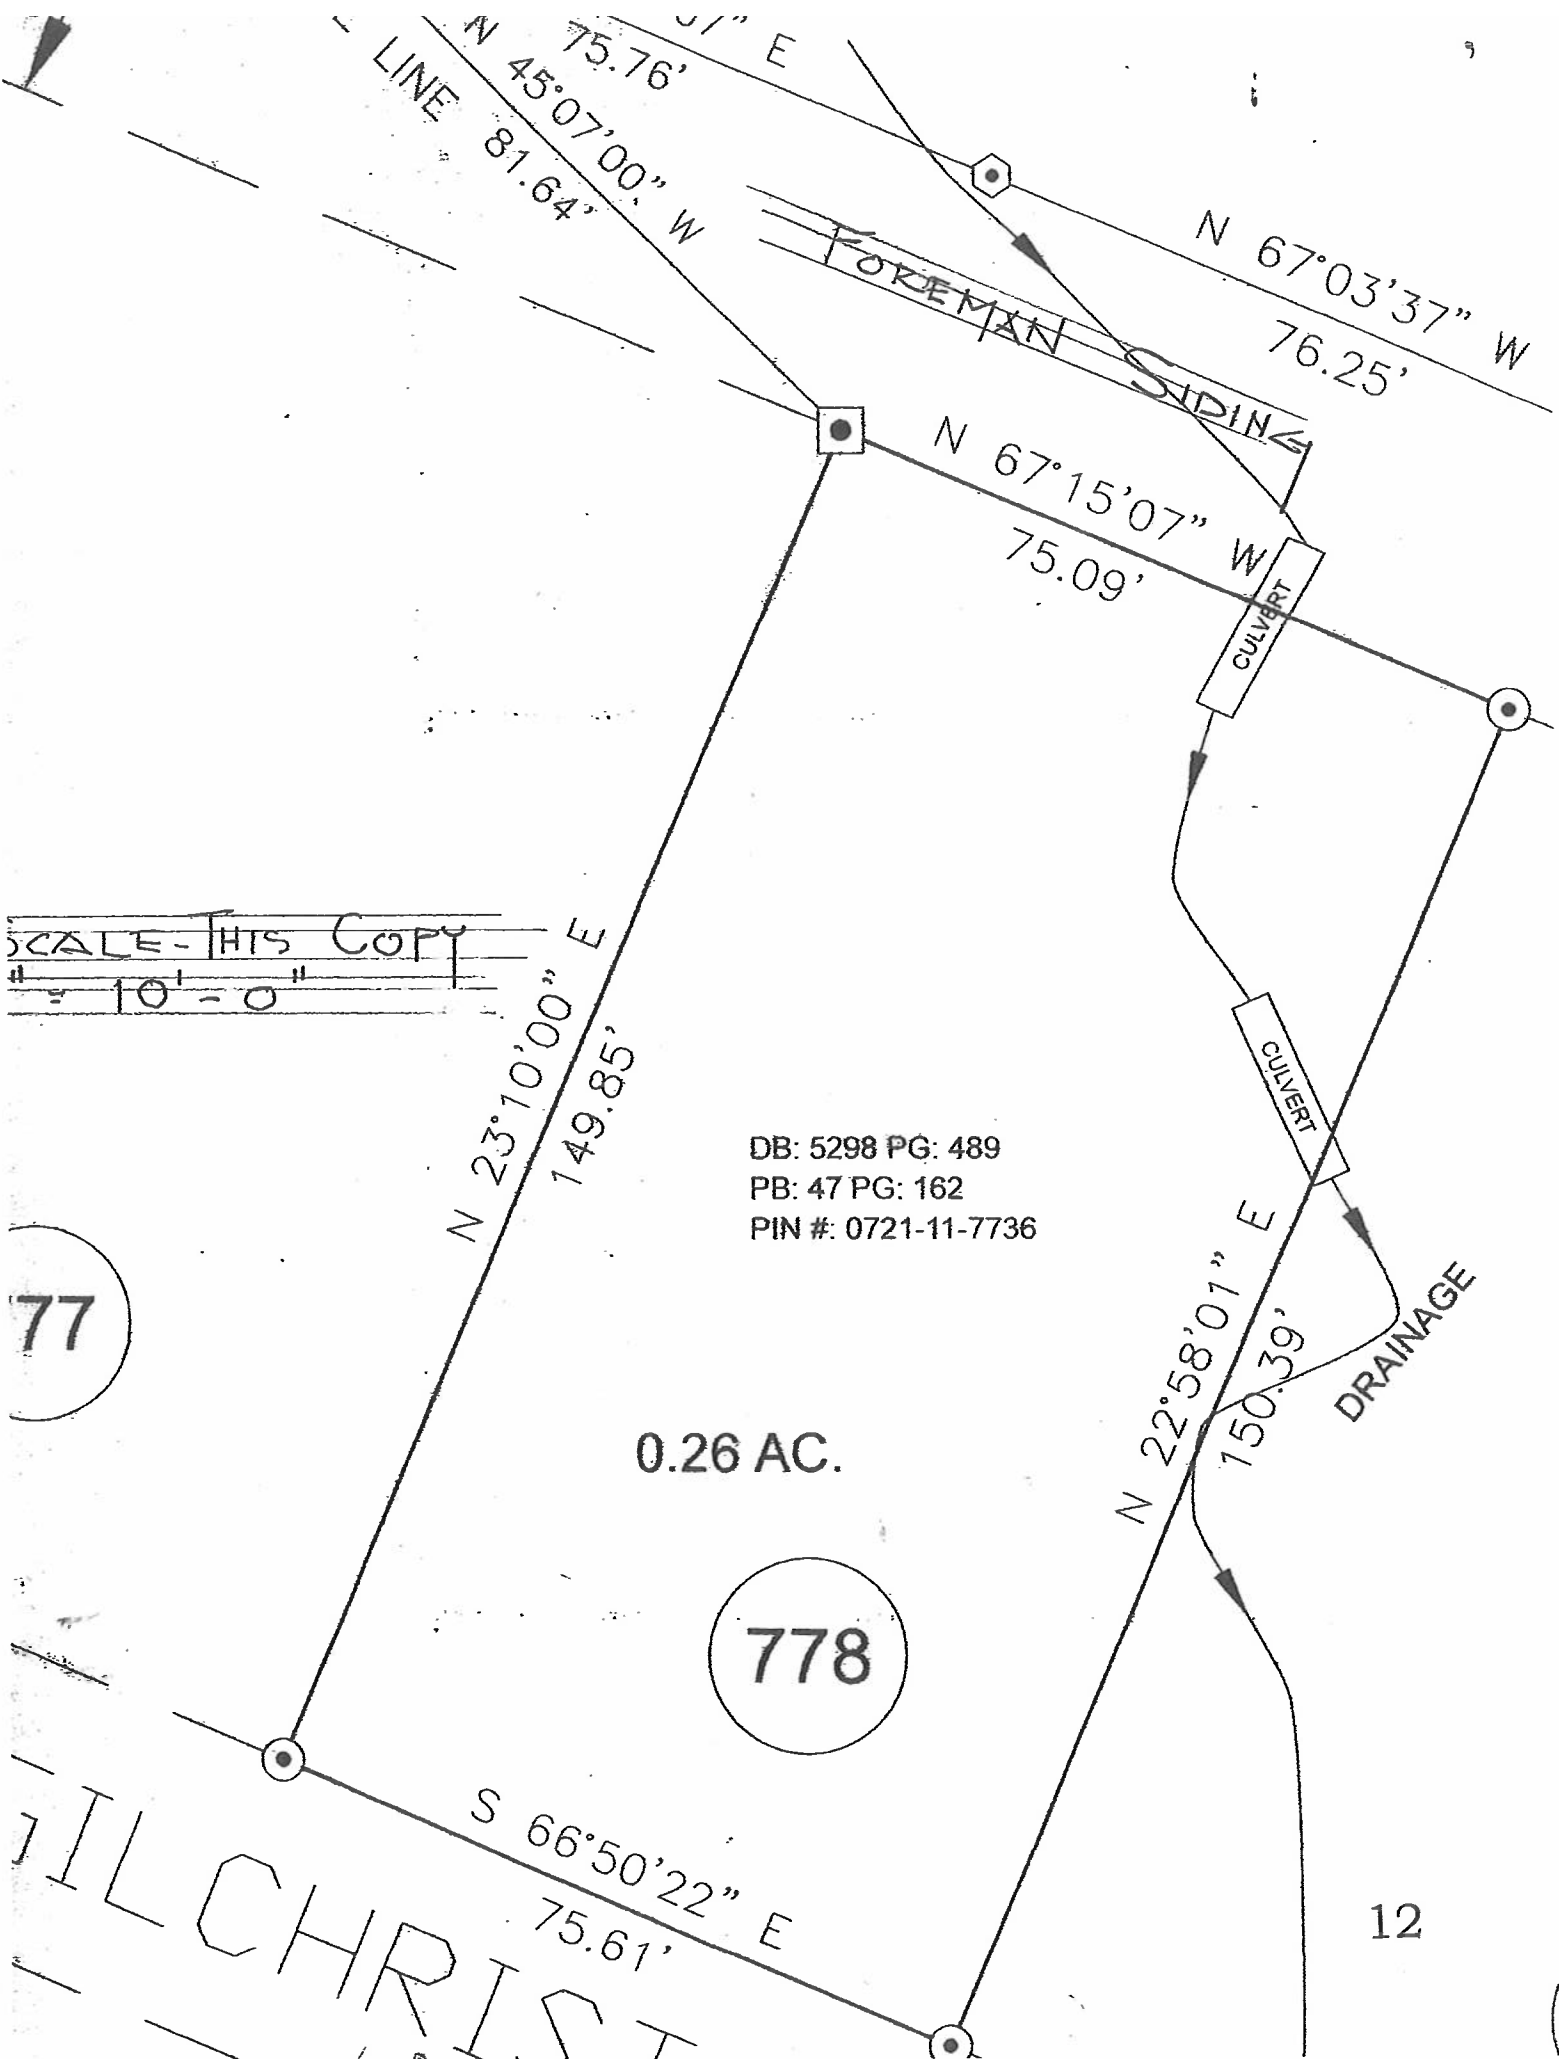 E
75.76'
N 45°07'00" W
LINE 81.64'
N 67°03'37" W
76.25'
FOREMAN SIDING
N 67°15'07" W
75.09'
CULVERT
SCALE-THIS COPY
" = 10'-0"
N 23°10'00" E
149.85'
CULVERT
DB: 5298 PG: 489
PB: 47 PG: 162
PIN #: 0721-11-7736
N 22°58'01" E
150.39'
DRAINAGE
77
0.26 AC.
778
S 66°50'22" E
75.61'
12
GILCHRIST